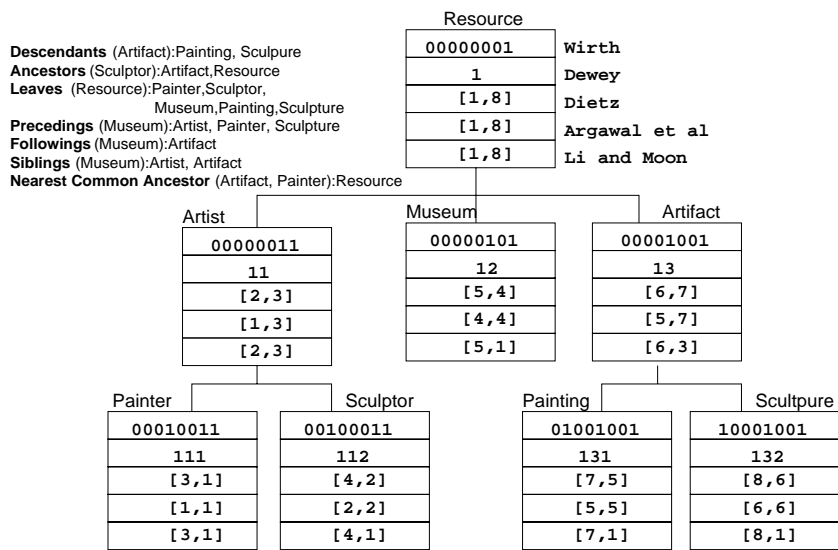 Resource
Descendants (Artifact):Painting, Sculpure
Ancestors (Sculptor):Artifact,Resource
Leaves (Resource):Painter,Sculptor,
Museum,Painting,Sculpture
Precedings (Museum):Artist, Painter, Sculpture
Followings (Museum):Artifact
Siblings (Museum):Artist, Artifact
Nearest Common Ancestor (Artifact, Painter):Resource
00000001 Wirth
1 Dewey
[1,8] Dietz
[1,8] Argawal et al
[1,8] Li and Moon
Artist Museum Artifact
00000011 00000101 00001001
11 12 13
[2,3] [5,4] [6,7]
[1,3] [4,4] [5,7]
[2,3] [5,1] [6,3]
Painter Sculptor Painting Scultpure
00010011 00100011 01001001 10001001
111 112 131 132
[3,1] [4,2] [7,5] [8,6]
[1,1] [2,2] [5,5] [6,6]
[3,1] [4,1] [7,1] [8,1]